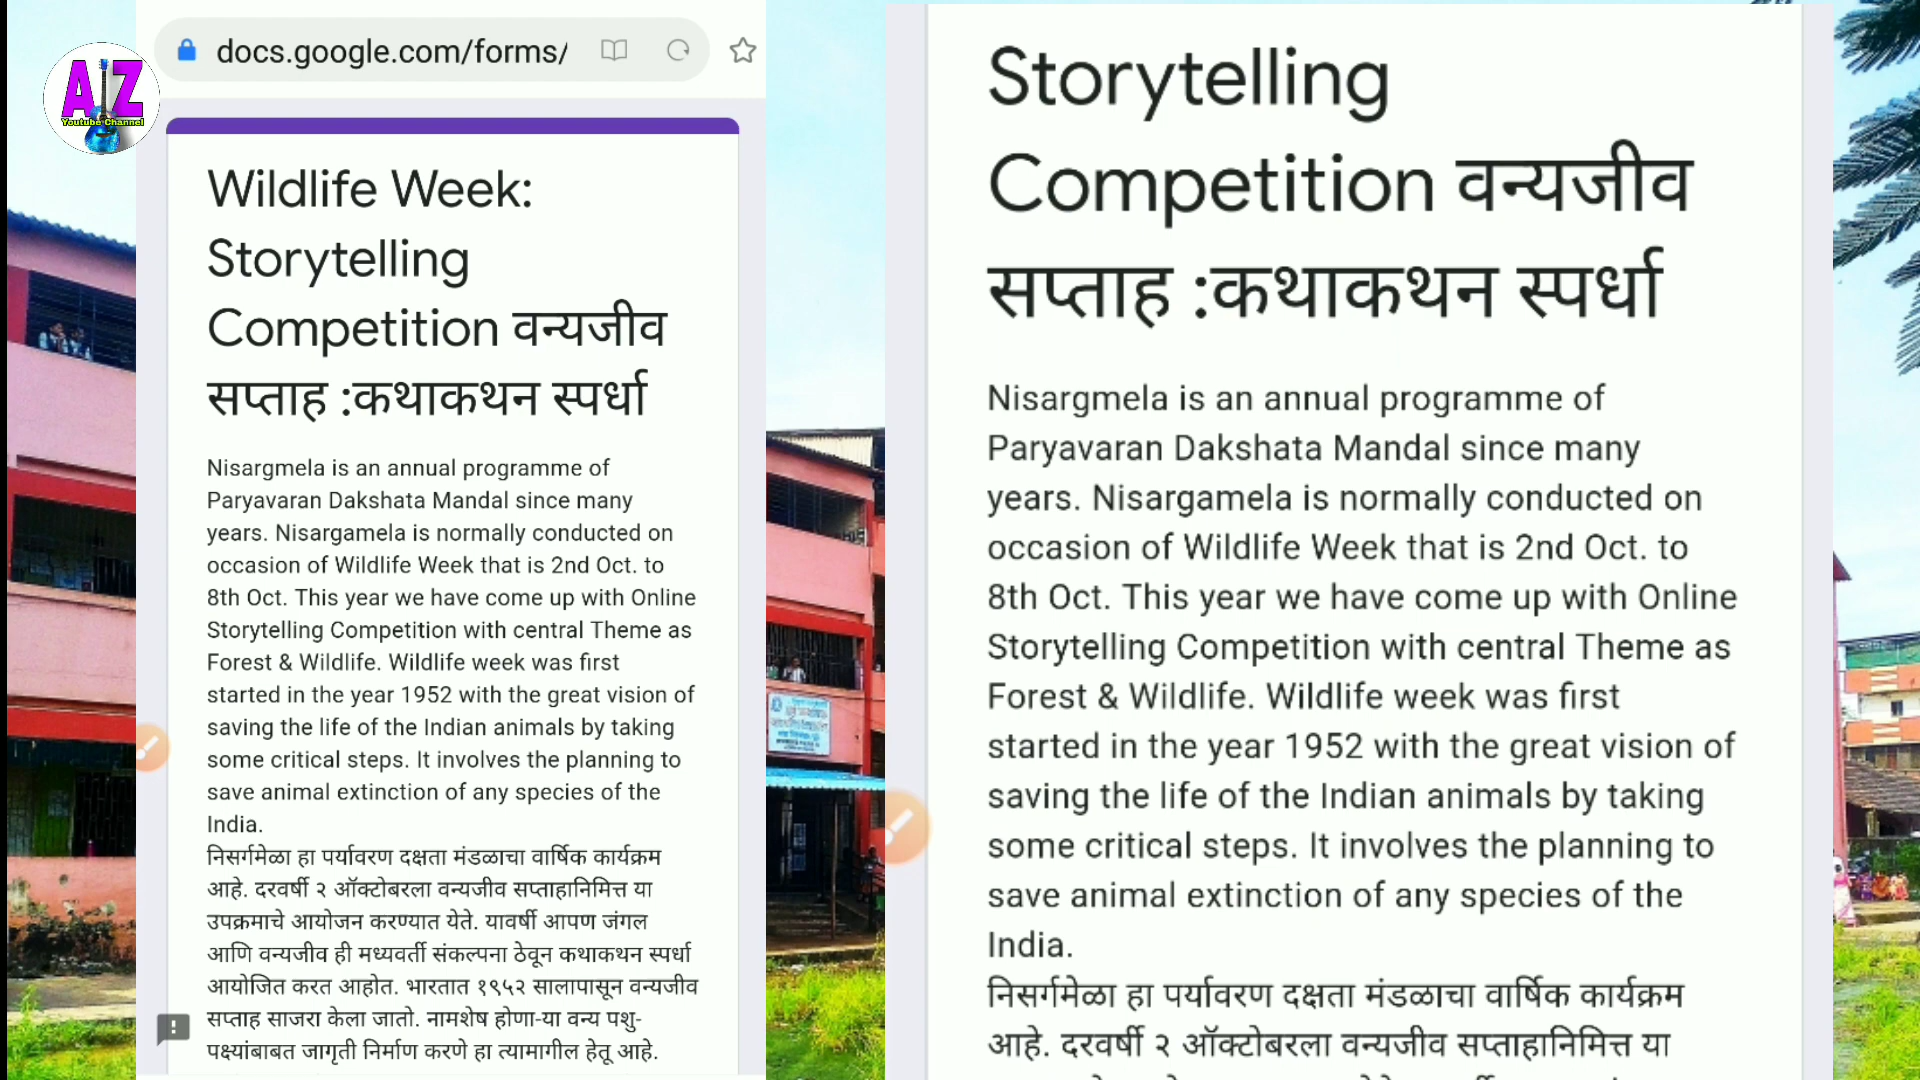 A Z
Youtube Channel
docs.google.com/forms/
Wildlife Week:
Storytelling
Competition वन्यजीव
सप्ताह :कथाकथन स्पर्धा
Nisargmela is an annual programme of
Paryavaran Dakshata Mandal since many
years. Nisargamela is normally conducted on
occasion of Wildlife Week that is 2nd Oct. to
8th Oct. This year we have come up with Online
Storytelling Competition with central Theme as
Forest & Wildlife. Wildlife week was first
started in the year 1952 with the great vision of
saving the life of the Indian animals by taking
some critical steps. It involves the planning to
save animal extinction of any species of the
India.
निसर्गमेळा हा पर्यावरण दक्षता मंडळाचा वार्षिक कार्यक्रम
आहे. दरवर्षी २ ऑक्टोबरला वन्यजीव सप्ताहानिमित्त या
उपक्रमाचे आयोजन करण्यात येते. यावर्षी आपण जंगल
आणि वन्यजीव ही मध्यवर्ती संकल्पना ठेवून कथाकथन स्पर्धा
आयोजित करत आहोत. भारतात १९५२ सालापासून वन्यजीव
सप्ताह साजरा केला जातो. नामशेष होणा-या वन्य पशु-
पक्ष्यांबाबत जागृती निर्माण करणे हा त्यामागील हेतू आहे.
Storytelling
Competition वन्यजीव
सप्ताह :कथाकथन स्पर्धा
Nisargmela is an annual programme of
Paryavaran Dakshata Mandal since many
years. Nisargamela is normally conducted on
occasion of Wildlife Week that is 2nd Oct. to
8th Oct. This year we have come up with Online
Storytelling Competition with central Theme as
Forest & Wildlife. Wildlife week was first
started in the year 1952 with the great vision of
saving the life of the Indian animals by taking
some critical steps. It involves the planning to
save animal extinction of any species of the
India.
निसर्गमेळा हा पर्यावरण दक्षता मंडळाचा वार्षिक कार्यक्रम
आहे. दरवर्षी २ ऑक्टोबरला वन्यजीव सप्ताहानिमित्त या